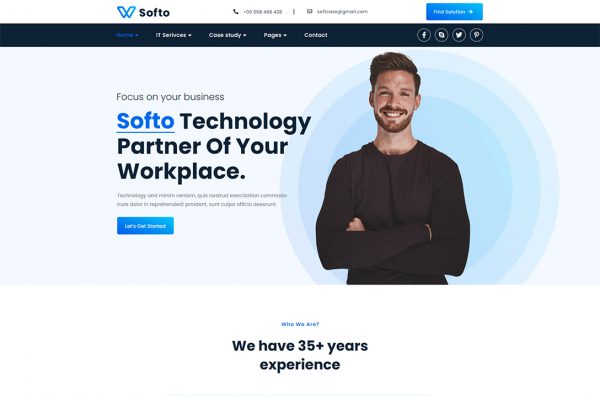 Softo
+00 568 468 428
softcase@gmail.com
Find Solution
Home
IT Serivces
Case study
Pages
Contact
Focus on your business
Softo Technology
Partner Of Your
Workplace.
Technology and minim veniam, quis nostrud exercitation commodo
irure dolor in reprehenderit proident, sunt culpa officia deserunt.
Let's Get Started
Who We Are?
We have 35+ years
experience